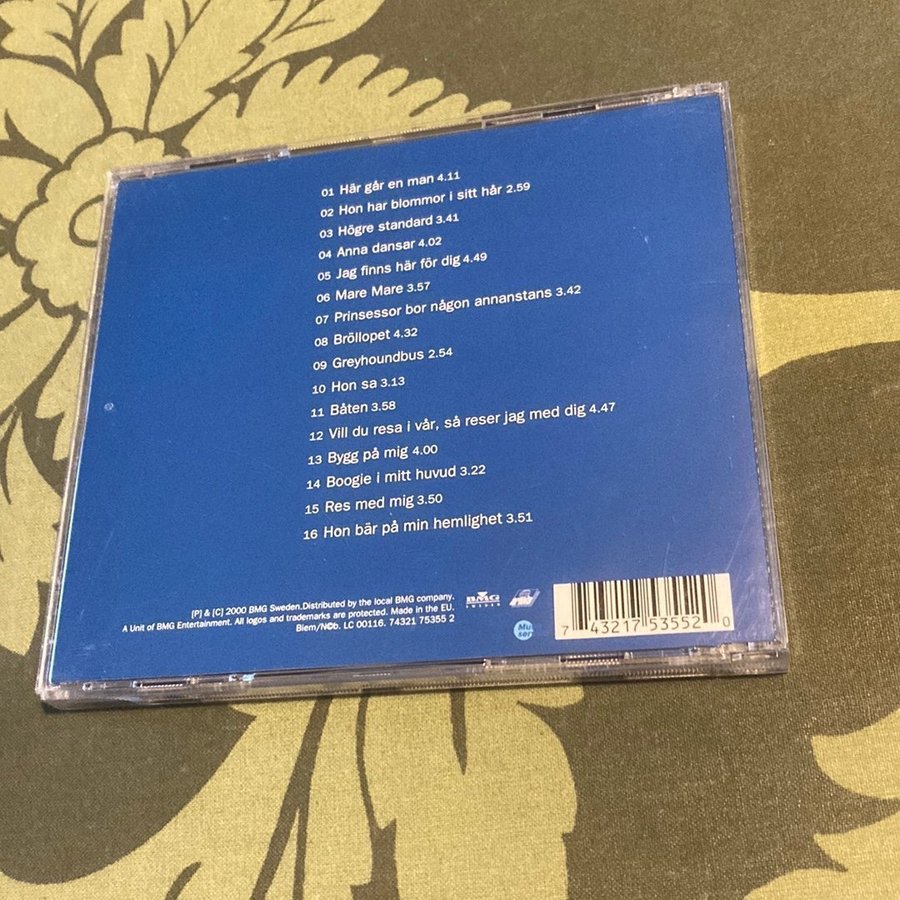 01 Här går en man 4.11
02 Hon har blommor i sitt hår 2.59
03 Högre standard 3.41
04 Anna dansar 4.02
05 Jag finns här för dig 4.49
06 Mare Mare 3.57
07 Prinsessor bor någon annanstans 3.42
08 Bröllopet 4.32
09 Greyhoundbus 2.54
10 Hon sa 3.13
11 Båten 3.58
12 Vill du resa i vår, så reser jag med dig 4.47
13 Bygg på mig 4.00
14 Boogie i mitt huvud 3.22
15 Res med mig 3.50
16 Hon bär på min hemlighet 3.51
[P] & [C] 2000 BMG Sweden.Distributed by the local BMG company.
A Unit of BMG Entertainment. All logos and trademarks are protected. Made in the EU.
Biem/N©b. LC 00116. 74321 75355 2
BMG
SWEDEN
7 43217 53552 0